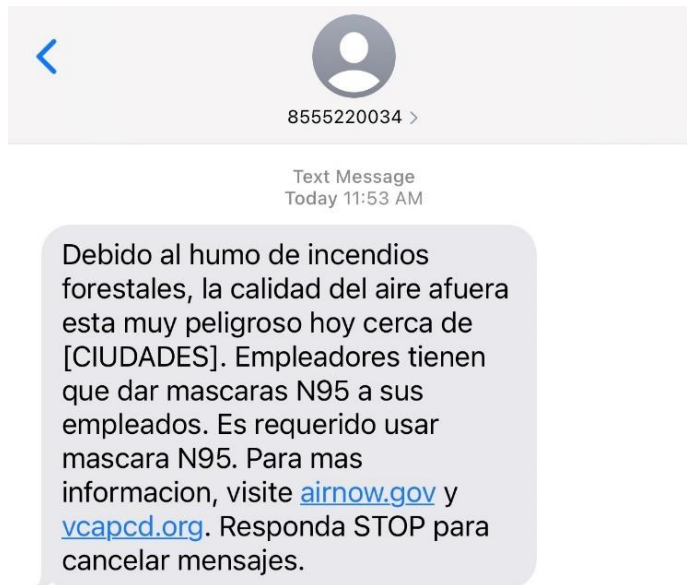 8555220034 >
Text Message
Today 11:53 AM
Debido al humo de incendios
forestales, la calidad del aire afuera
esta muy peligroso hoy cerca de
[CIUDADES]. Empleadores tienen
que dar mascaras N95 a sus
empleados. Es requerido usar
mascara N95. Para mas
informacion, visite airnow.gov y
vcapcd.org. Responda STOP para
cancelar mensajes.